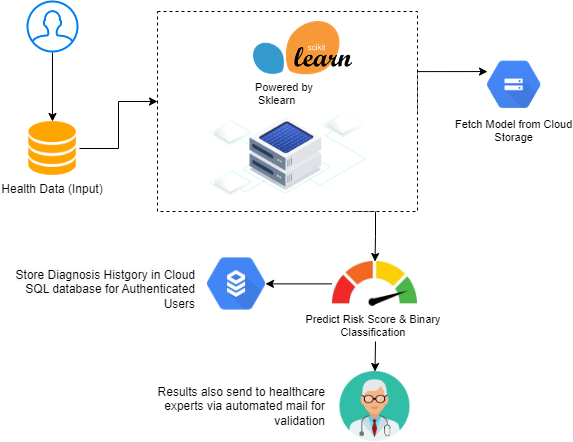 scikit
learn
Powered by
Sklearn
Fetch Model from Cloud
Storage
Health Data (Input)
Store Diagnosis Histgory in Cloud
SQL database for Authenticated
Users
Predict Risk Score & Binary
Classification
Results also send to healthcare
experts via automated mail for
validation